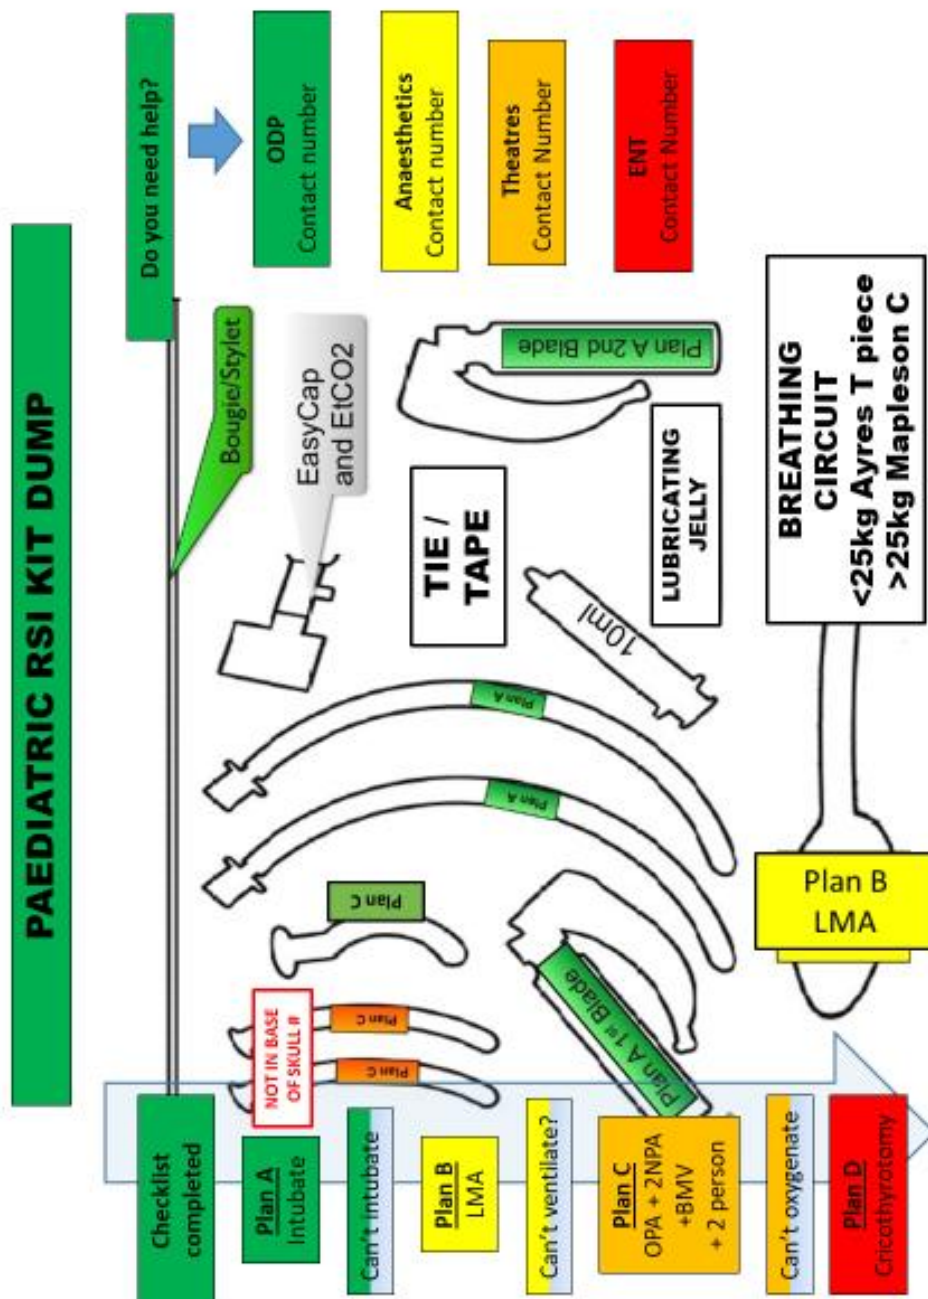 PAEDIATRIC RSI KIT DUMP
Checklist
completed
Plan A
Intubate
Can't intubate
Plan B
LMA
Can't ventilate?
Plan C
OPA + 2NPA
+BMV
+ 2 person
Can't oxygenate
Plan D
Cricothyrotomy
NOT IN BASE
OF SKULL #
Plan C
Plan C
Plan C
Plan A 1st Blade
Plan A
Plan A
Plan B
LMA
Bougie/Stylet
EasyCap
and EtCO2
TIE /
TAPE
10ml
LUBRICATING
JELLY
Plan A 2nd Blade
BREATHING
CIRCUIT
<25kg Ayres T piece
>25kg Mapleson C
Do you need help?
ODP
Contact number
Anaesthetics
Contact number
Theatres
Contact Number
ENT
Contact Number